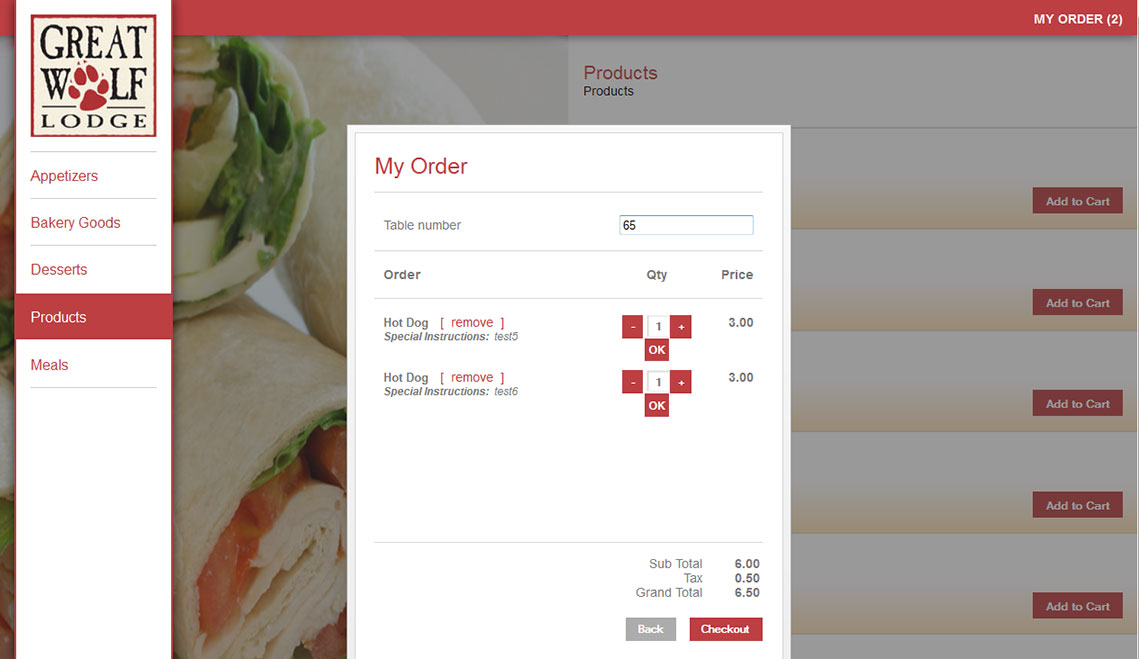 MY ORDER (2)
GREAT
WOLF
LODGE
Appetizers
Bakery Goods
Desserts
Products
Meals
Products
Products
Add to Cart
Add to Cart
Add to Cart
Add to Cart
Add to Cart
My Order
Table number 65
Order Qty Price
Hot Dog [ remove ] - 1 + 3.00
Special Instructions: test5
OK
Hot Dog [ remove ] - 1 + 3.00
Special Instructions: test6
OK
Sub Total 6.00
Tax 0.50
Grand Total 6.50
Back Checkout